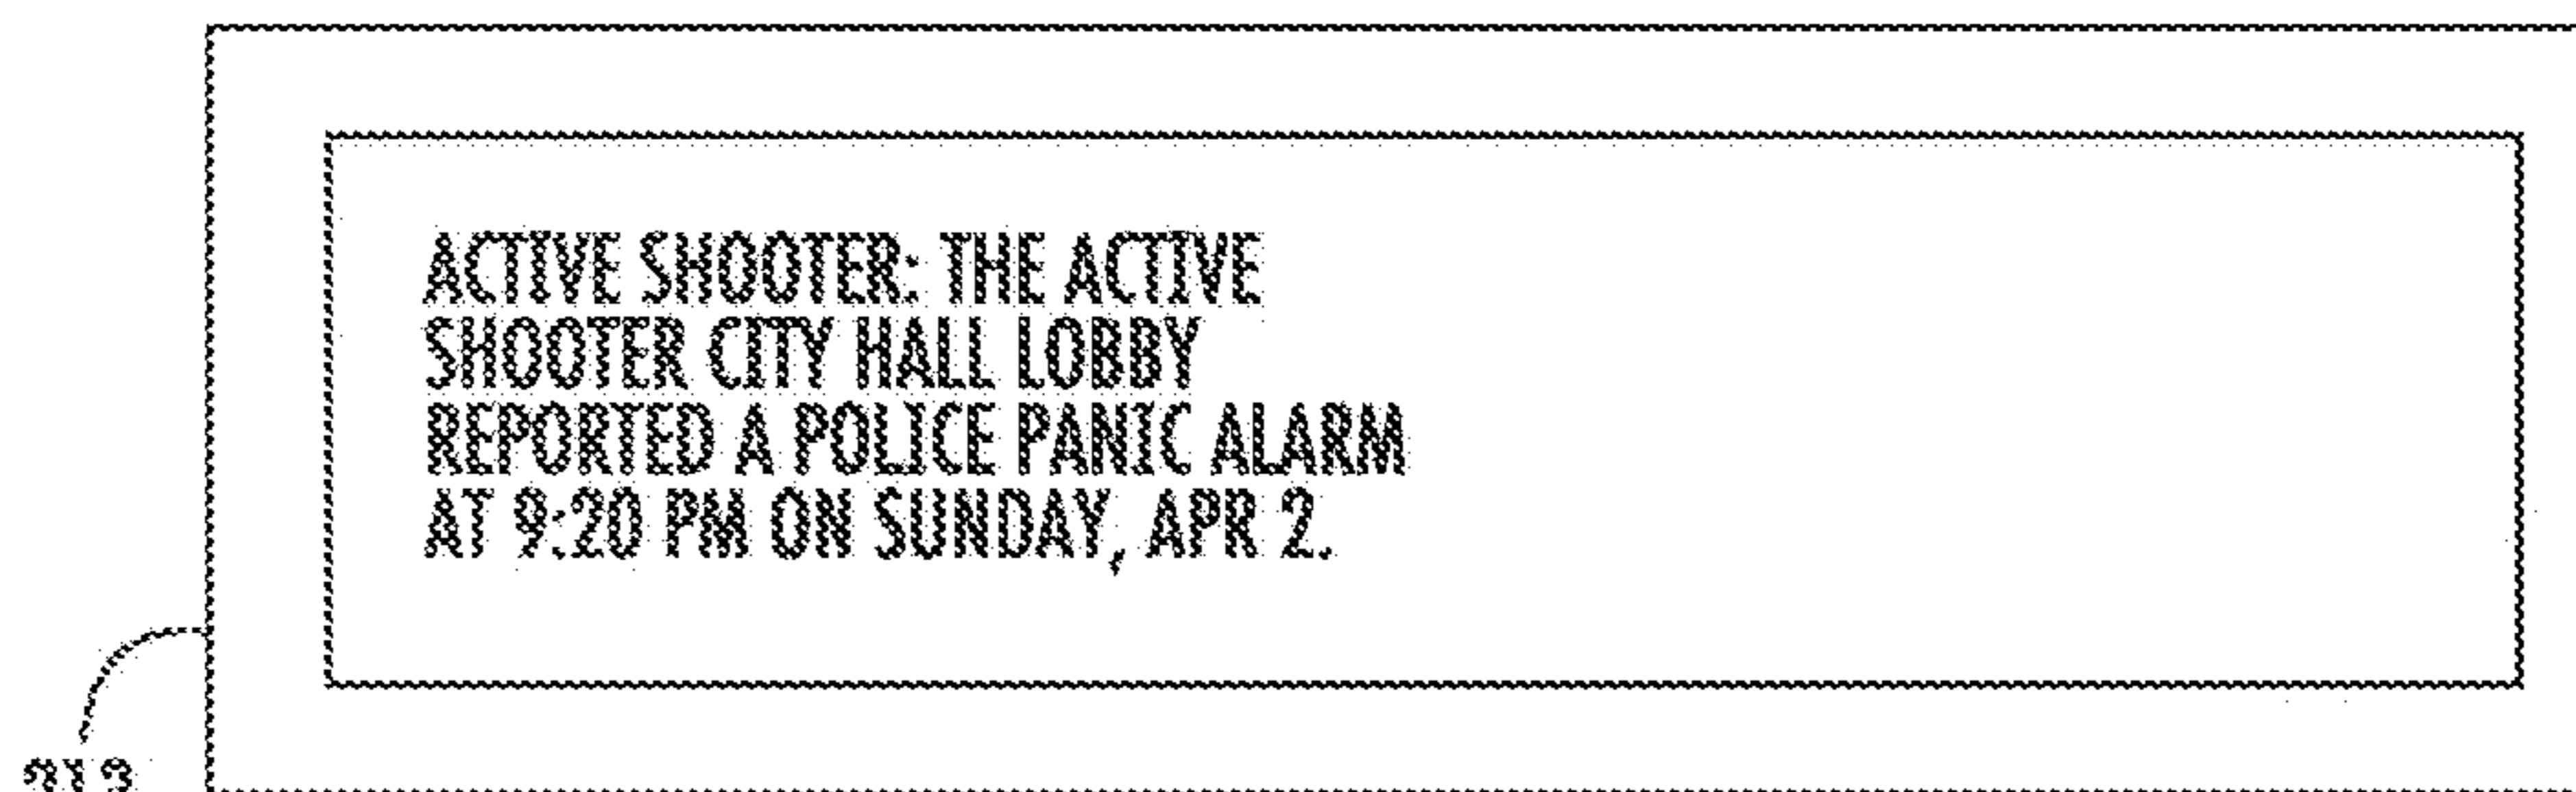 ACTIVE SHOOTER: THE ACTIVE
SHOOTER CITY HALL LOBBY
REPORTED A POLICE PANIC ALARM
AT 9:20 PM ON SUNDAY, APR 2.